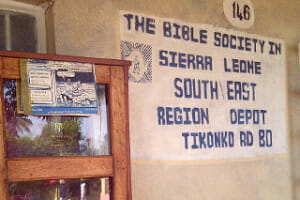 146
THE BIBLE SOCIETY IN
SIERRA LEONE
SOUTH EAST
REGION DEPOT
TIKONKO RD BO